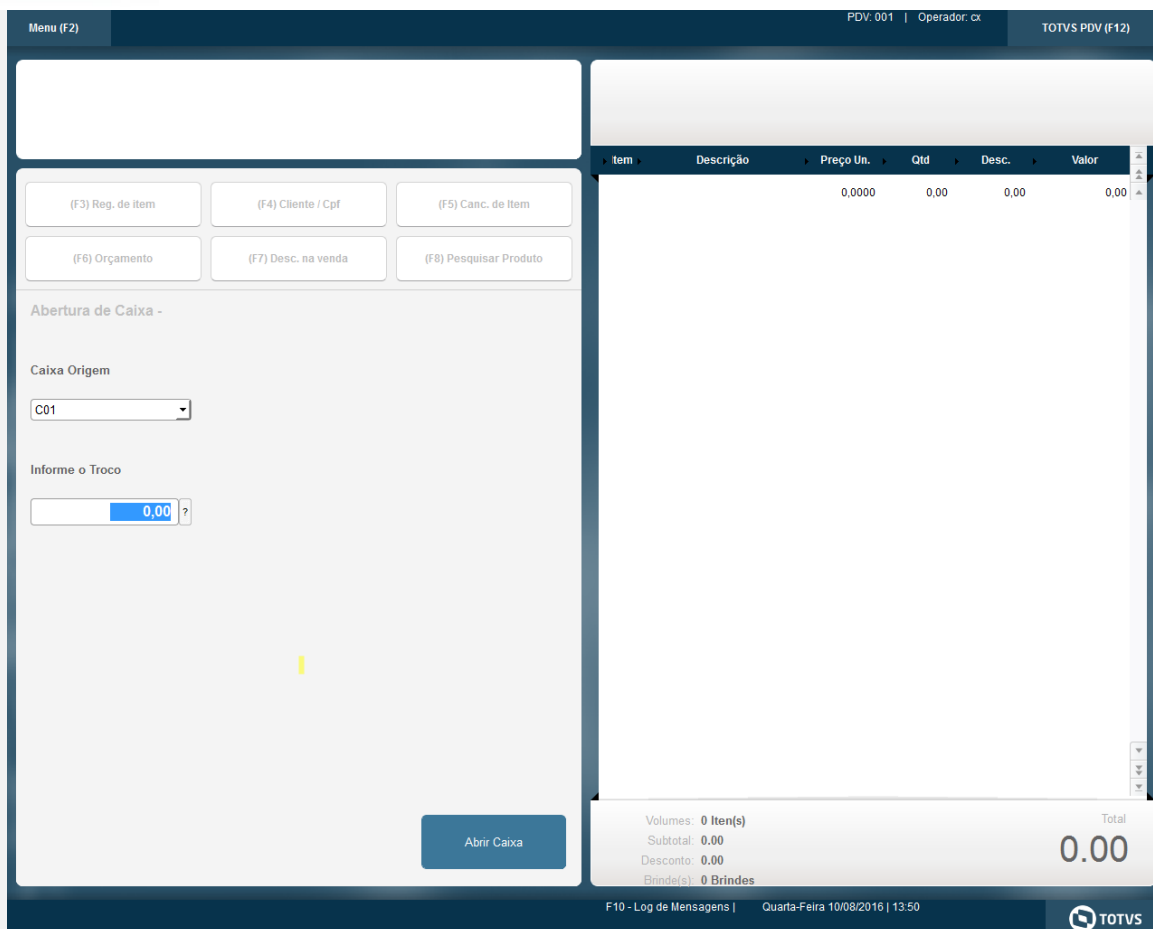 Menu (F2)
PDV: 001 | Operador: cx
TOTVS PDV (F12)
(F3) Reg. de item
(F4) Cliente / Cpf
(F5) Canc. de Item
(F6) Orçamento
(F7) Desc. na venda
(F8) Pesquisar Produto
Abertura de Caixa -
Caixa Origem
C01
Informe o Troco
0,00 ?
Abrir Caixa
Item Descrição Preço Un. Qtd Desc. Valor
0,0000 0,00 0,00 0,00
Volumes: 0 Iten(s)
Subtotal: 0.00
Desconto: 0.00
Brinde(s): 0 Brindes
Total
0.00
F10 - Log de Mensagens | Quarta-Feira 10/08/2016 | 13:50
TOTVS